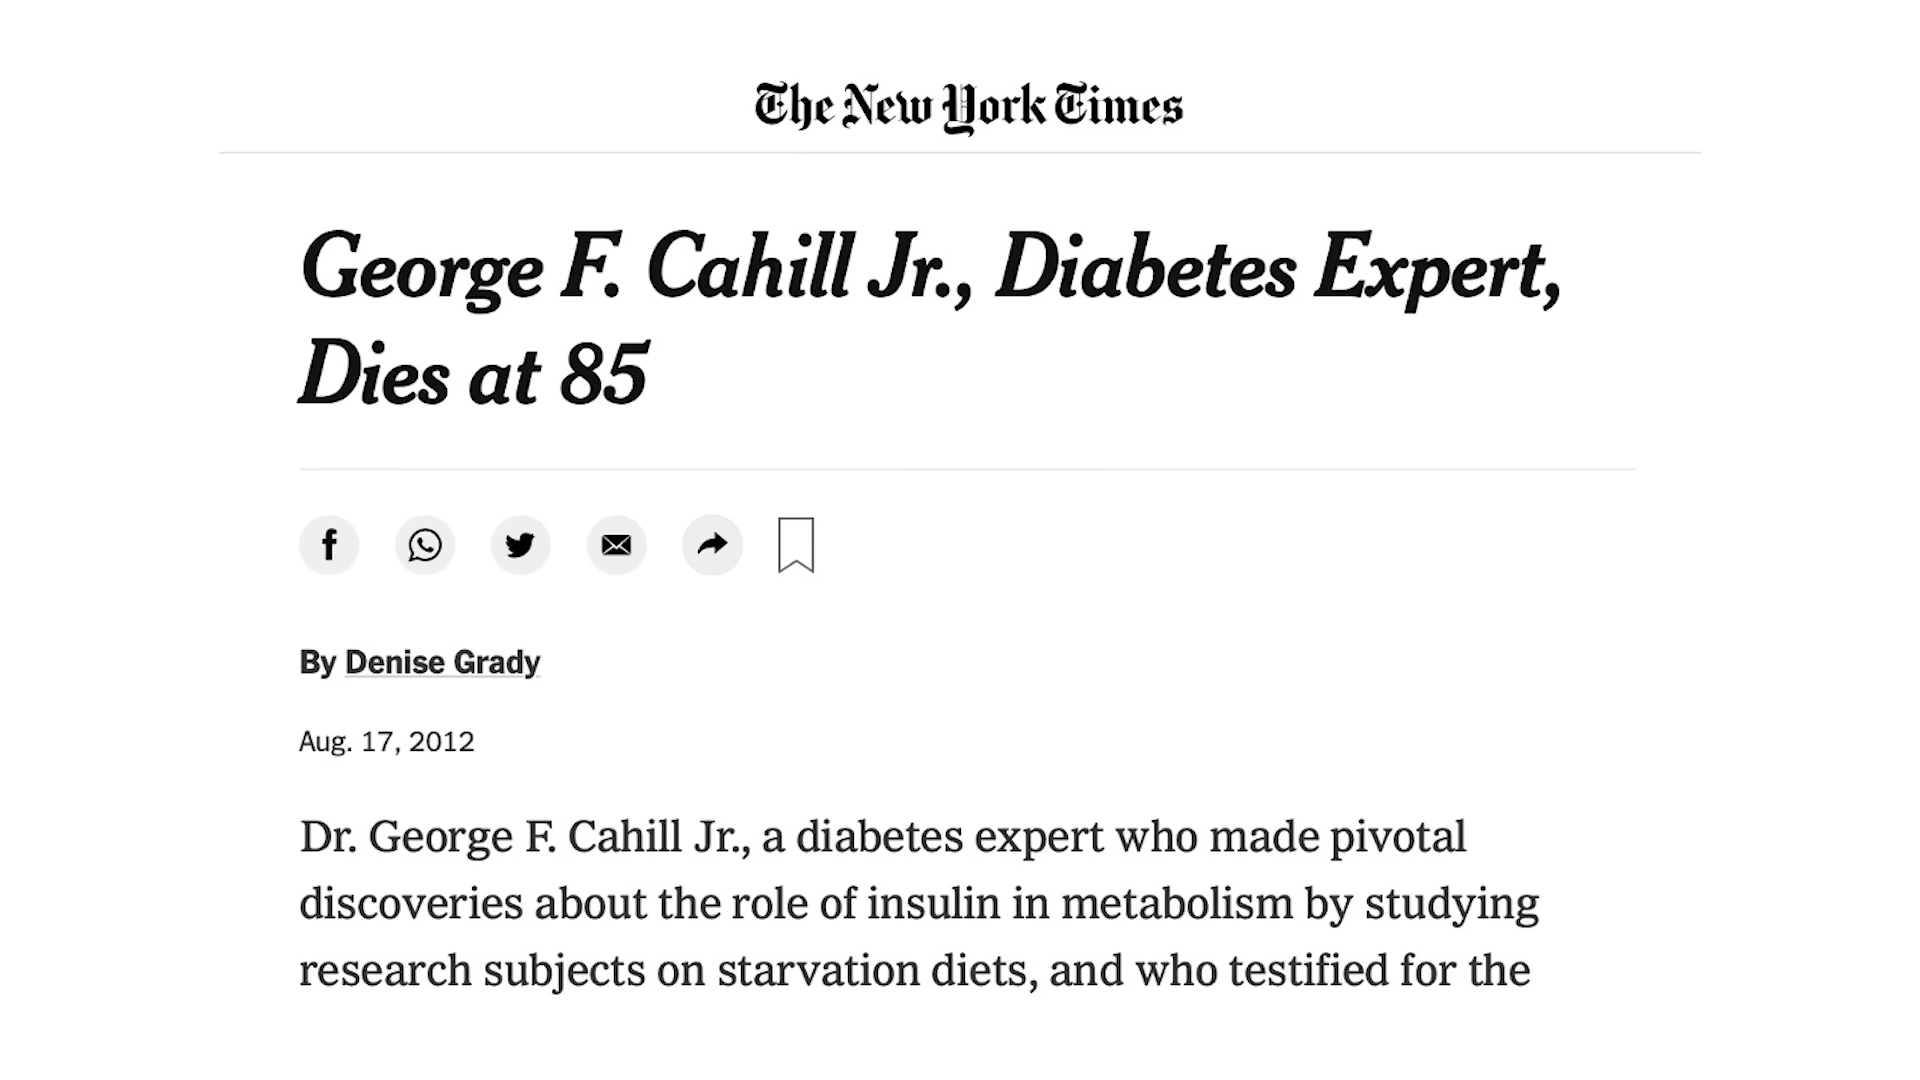 The New York Times
George F. Cahill Jr., Diabetes Expert,
Dies at 85
By Denise Grady
Aug. 17, 2012
Dr. George F. Cahill Jr., a diabetes expert who made pivotal
discoveries about the role of insulin in metabolism by studying
research subjects on starvation diets, and who testified for the